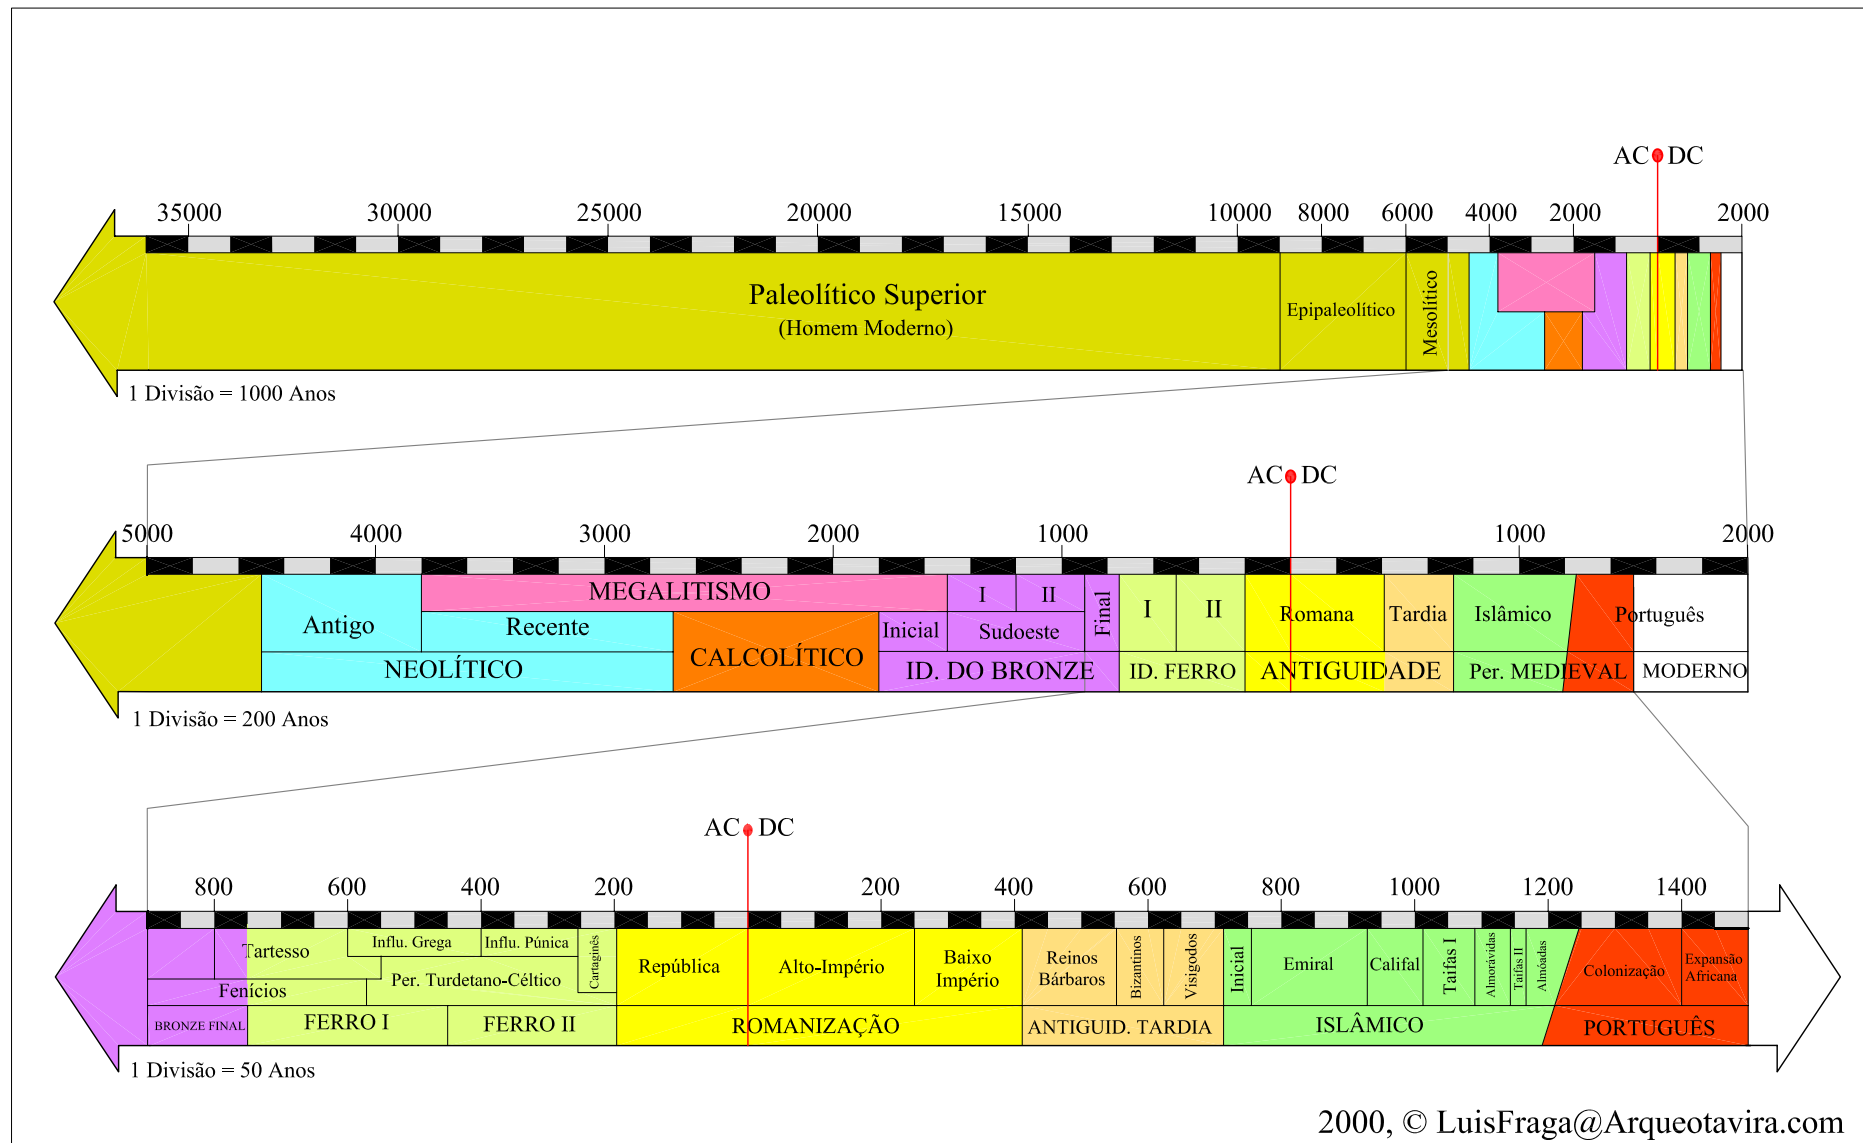 AC DC
35000 30000 25000 20000 15000 10000 8000 6000 4000 2000 2000
Paleolítico Superior
(Homem Moderno)
Epipaleolítico
Mesolítico
1 Divisão = 1000 Anos
AC DC
5000 4000 3000 2000 1000 1000 2000
MEGALITISMO
I II
Final
I II
Romana
Tardia
Islâmico
Português
Antigo
Recente
Inicial
Sudoeste
CALCOLÍTICO
NEOLÍTICO
ID. DO BRONZE
ID. FERRO
ANTIGUIDADE
Per. MEDIEVAL
MODERNO
1 Divisão = 200 Anos
AC DC
800 600 400 200 200 400 600 800 1000 1200 1400
Tartesso
Influ. Grega
Influ. Púnica
Cartaginês
Per. Turdetano-Céltico
Fenícios
República
Alto-Império
Baixo
Império
Reinos
Bárbaros
Bizantinos
Visigodos
Inicial
Emiral
Califal
Taifas I
Almorávidas
Taifas II
Almóadas
Colonização
Expansão
Africana
BRONZE FINAL
FERRO I
FERRO II
ROMANIZAÇÃO
ANTIGUID. TARDIA
ISLÂMICO
PORTUGUÊS
1 Divisão = 50 Anos
2000, © LuisFraga@Arqueotavira.com